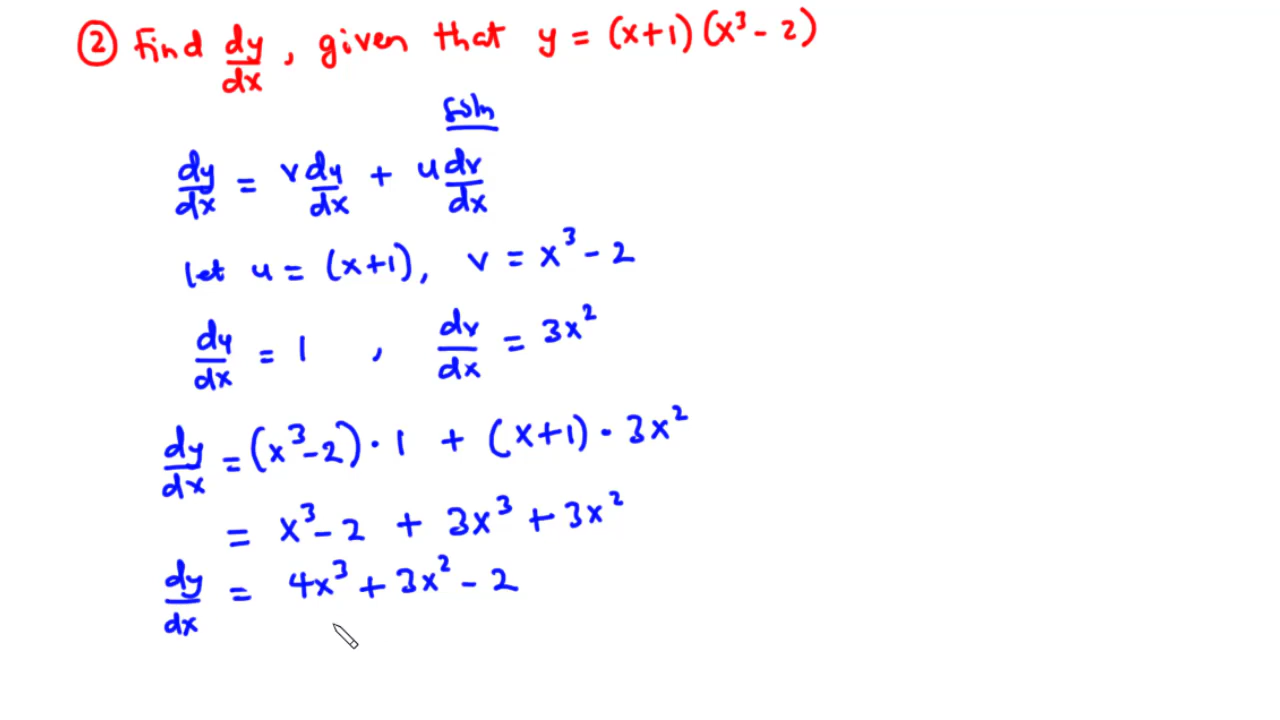 ② Find dy/dx, given that y = (x+1)(x³ - 2)
Soln
dy/dx = v dy/dx + u dv/dx
let u = (x+1), v = x³ - 2
dy/dx = 1 , dv/dx = 3x²
dy/dx = (x³-2)·1 + (x+1)·3x²
= x³-2 + 3x³ + 3x²
dy/dx = 4x³ + 3x² - 2